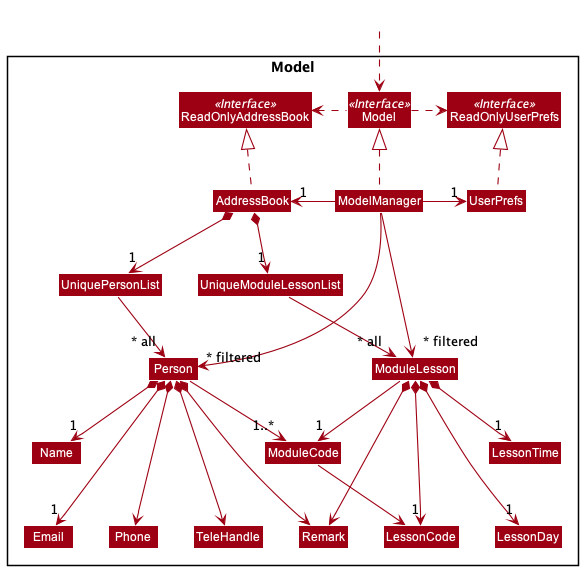 Model
«Interface»
ReadOnlyAddressBook
«Interface»
Model
«Interface»
ReadOnlyUserPrefs
AddressBook
1
ModelManager
1
UserPrefs
1
1
UniquePersonList
UniqueModuleLessonList
* all
* filtered
* all
* filtered
Person
ModuleLesson
1
1..*
1
1
Name
ModuleCode
LessonTime
1
1
1
Email
Phone
TeleHandle
Remark
LessonCode
LessonDay